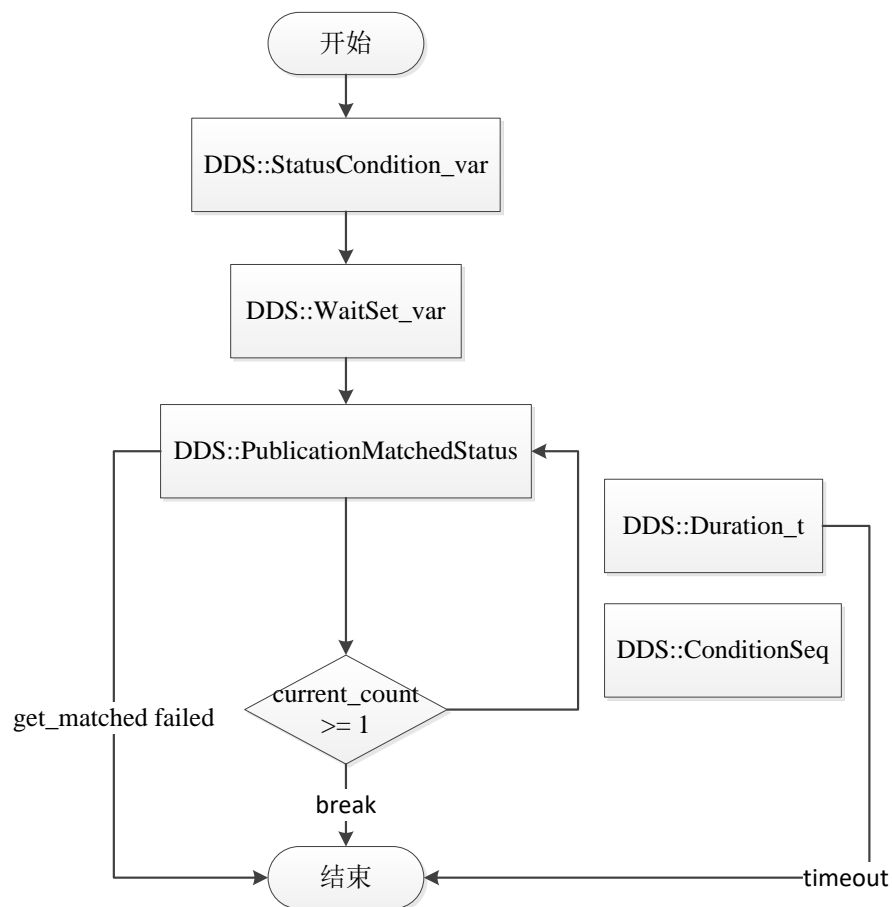 开始
DDS::StatusCondition_var
DDS::WaitSet_var
DDS::PublicationMatchedStatus
DDS::Duration_t
DDS::ConditionSeq
current_count
>= 1
get_matched failed
break
结束
timeout